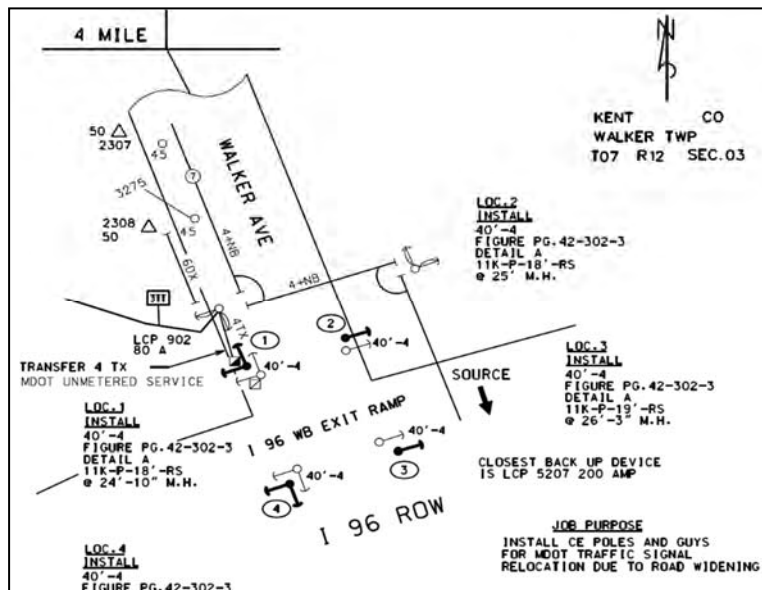 4 MILE
N
KENT CO
WALKER TWP
T07 R12 SEC.03
50
2307
45
7
3275
WALKER AVE
2308
50
45
4+NB
60X
4+NB
LOC.2
INSTALL
40'-4
FIGURE PG.42-302-3
DETAIL A
11K-P-18'-RS
@ 25' M.H.
LCP 902
80 A
4TX
1
2
40'-4
TRANSFER 4 TX
MDOT UNMETERED SERVICE
40'-4
SOURCE
LOC.3
INSTALL
40'-4
FIGURE PG.42-302-3
DETAIL A
11K-P-19'-RS
@ 26'-3" M.H.
LOC.1
INSTALL
40'-4
FIGURE PG.42-302-3
DETAIL A
11K-P-18'-RS
@ 24'-10" M.H.
I 96 WB EXIT RAMP
40'-4
3
40'-4
4
I 96 ROW
CLOSEST BACK UP DEVICE
IS LCP 5207 200 AMP
JOB PURPOSE
INSTALL CE POLES AND GUYS
FOR MDOT TRAFFIC SIGNAL
RELOCATION DUE TO ROAD WIDENING
LOC.4
INSTALL
40'-4
FIGURE PG.42-302-3